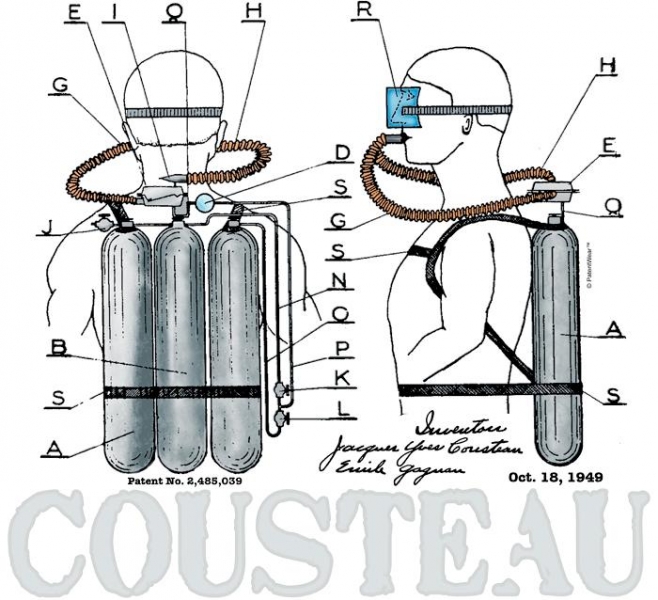 E I Q H R
H
G
E
D
S
Q
J
G
S
N
O
A
B
P
K
S
S
L
A
Inventors
Jacques Yves Cousteau
Emile Gagnan
Patent No. 2,485,039
Oct. 18, 1949
© PatentWear™
COUSTEAU